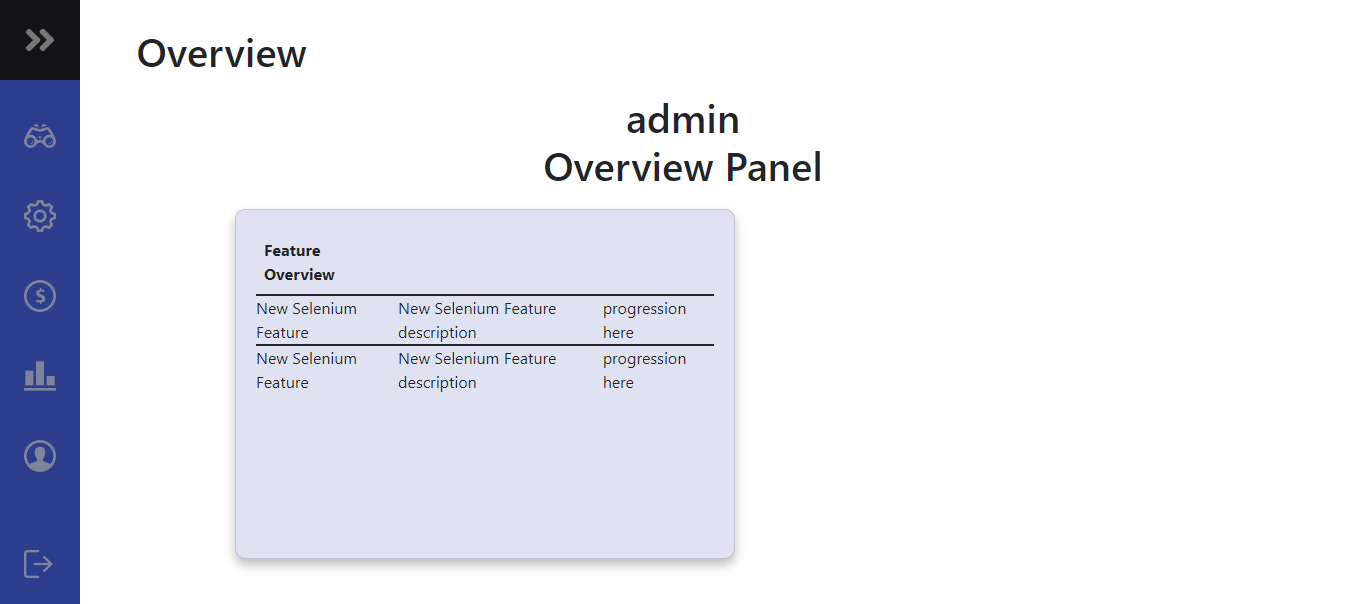 Overview
admin
Overview Panel
Feature
Overview
New Selenium New Selenium Feature progression
Feature description here
New Selenium New Selenium Feature progression
Feature description here